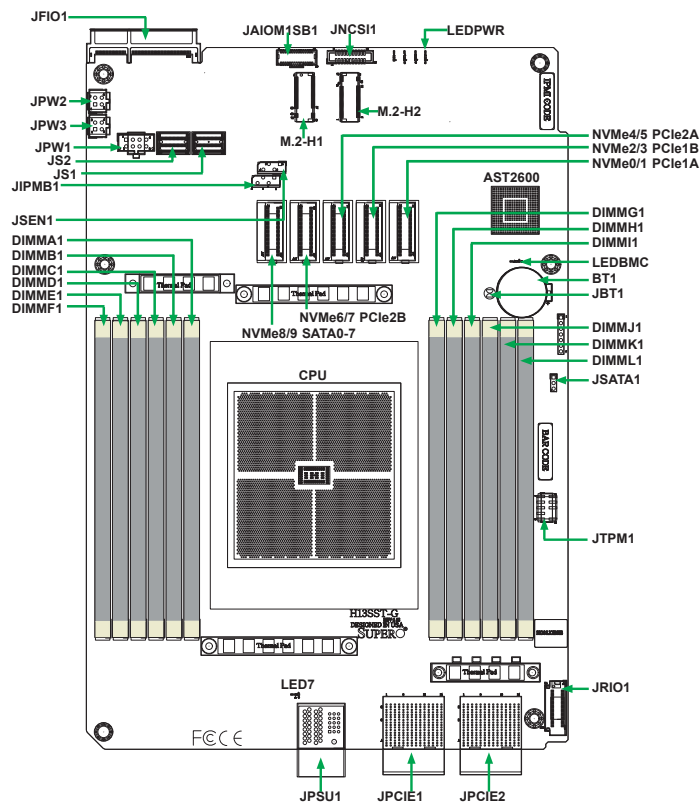 JFIO1
JAIOM1SB1
JNCSI1
LEDPWR
JPW2
JPW3
JPW1
JS2
JS1
JIPMB1
JSEN1
M.2-H1
M.2-H2
IPMI CODE
NVMe4/5 PCIe2A
NVMe2/3 PCIe1B
NVMe0/1 PCIe1A
AST2600
DIMMA1
DIMMB1
DIMMC1
DIMMD1
DIMME1
DIMMF1
DIMMG1
DIMMH1
DIMMI1
LEDBMC
BT1
JBT1
Thermal Pad
Thermal Pad
NVMe6/7 PCIe2B
NVMe8/9 SATA0-7
DIMMJ1
DIMMK1
DIMML1
JSATA1
CPU
BAR CODE
JTPM1
H13SST-G
DESIGNED IN USA
SUPER
Thermal Pad
Thermal Pad
JRIO1
LED7
FC CE
JPSU1
JPCIE1
JPCIE2